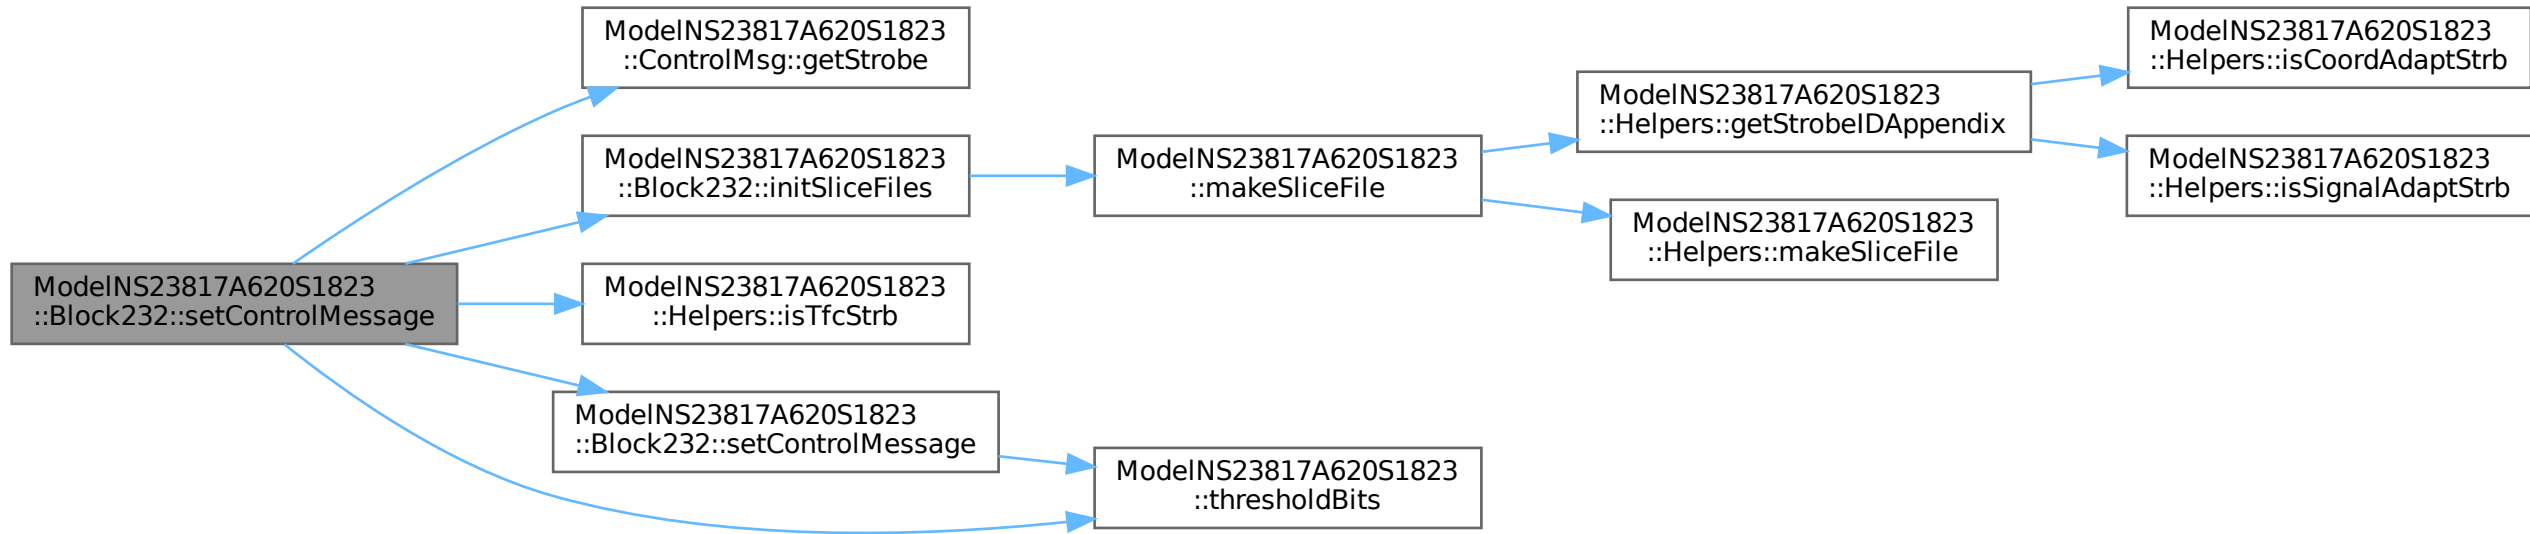 ModelNS23817A620S1823
::Block232::setControlMessage
ModelNS23817A620S1823
::ControlMsg::getStrobe
ModelNS23817A620S1823
::Block232::initSliceFiles
ModelNS23817A620S1823
::Helpers::isTfcStrb
ModelNS23817A620S1823
::Block232::setControlMessage
ModelNS23817A620S1823
::makeSliceFile
ModelNS23817A620S1823
::thresholdBits
ModelNS23817A620S1823
::Helpers::getStrobeIDAppendix
ModelNS23817A620S1823
::Helpers::makeSliceFile
ModelNS23817A620S1823
::Helpers::isCoordAdaptStrb
ModelNS23817A620S1823
::Helpers::isSignalAdaptStrb